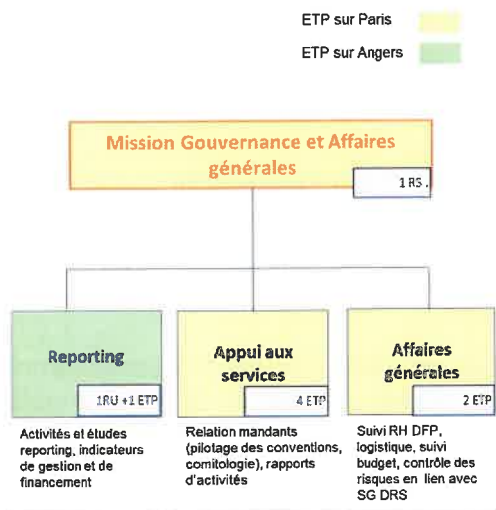 ETP sur Paris
ETP sur Angers
Mission Gouvernance et Affaires
générales
1 RS .
Reporting
1RU +1 ETP
Activités et études
reporting, indicateurs
de gestion et de
financement
Appui aux
services
4 ETP
Relation mandants
(pilotage des conventions,
comitologie), rapports
d'activités
Affaires
générales
2 ETP
Suivi RH DFP,
logistique, suivi
budget, contrôle des
risques en lien avec
SG DRS